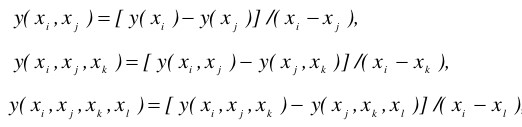 y( x_i , x_j ) = [ y( x_i ) − y( x_j )] /( x_i − x_j ),
y( x_i , x_j , x_k ) = [ y( x_i , x_j ) − y( x_j , x_k )] /( x_i − x_k ),
y( x_i , x_j , x_k , x_l ) = [ y( x_i , x_j , x_k ) − y( x_j , x_k , x_l )] /( x_i − x_l ),